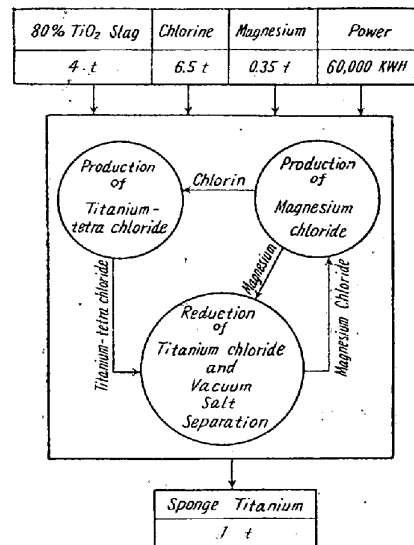 80% TiO₂ Slag Chlorine Magnesium Power
4 t 6.5 t 0.35 t 60,000 KWH
Production
of
Titanium-
tetra chloride
Chlorin
Production
of
Magnesium
chloride
Magnesium
Titanium-tetra chloride
Magnesium Chloride
Reduction
of
Titanium chloride
and
Vacuum
Salt
Separation
Sponge Titanium
1 t